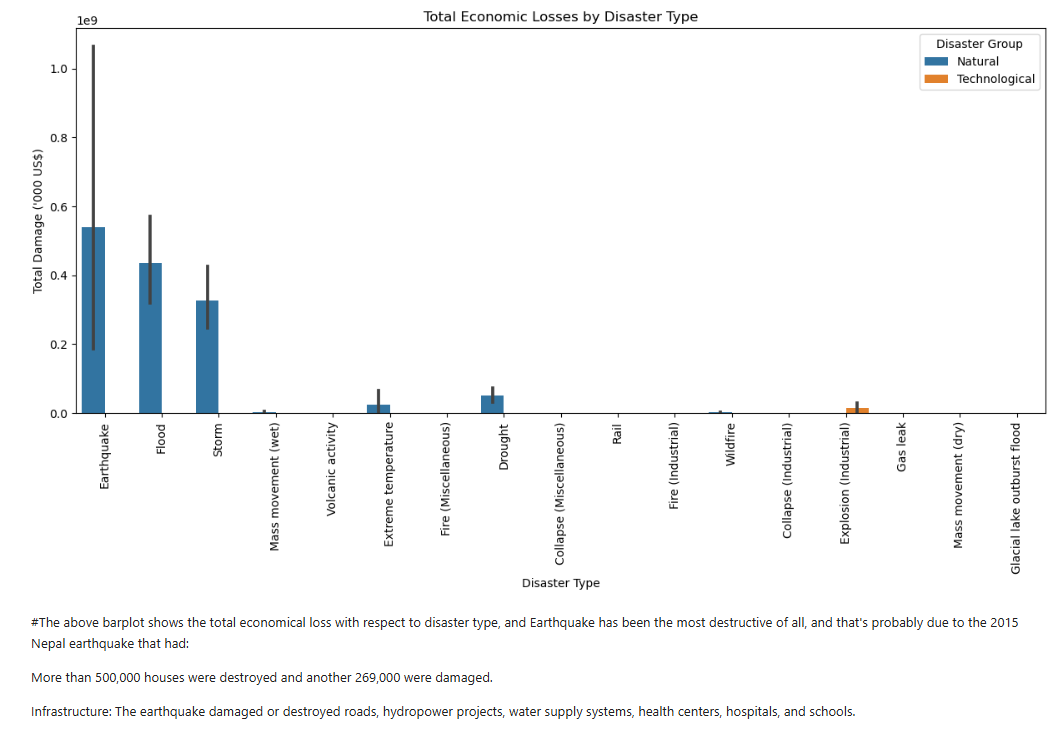 Total Economic Losses by Disaster Type
1e9
Disaster Group
Natural
Technological
1.0
0.8
0.6
0.4
0.2
0.0
Total Damage ('000 US$)
Earthquake
Flood
Storm
Mass movement (wet)
Volcanic activity
Extreme temperature
Fire (Miscellaneous)
Drought
Collapse (Miscellaneous)
Rail
Fire (Industrial)
Wildfire
Collapse (Industrial)
Explosion (Industrial)
Gas leak
Mass movement (dry)
Glacial lake outburst flood
Disaster Type
#The above barplot shows the total economical loss with respect to disaster type, and Earthquake has been the most destructive of all, and that's probably due to the 2015
Nepal earthquake that had:
More than 500,000 houses were destroyed and another 269,000 were damaged.
Infrastructure: The earthquake damaged or destroyed roads, hydropower projects, water supply systems, health centers, hospitals, and schools.